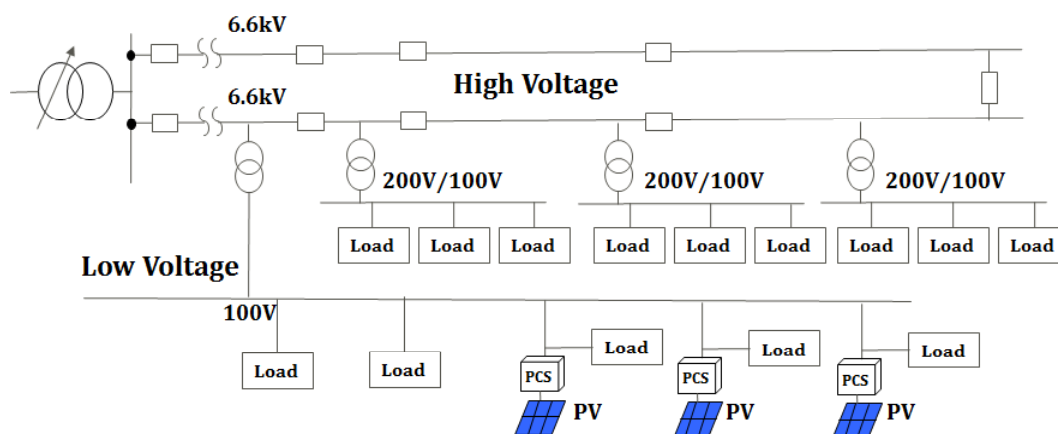 6.6kV
High Voltage
6.6kV
200V/100V
200V/100V
200V/100V
Load
Load
Load
Load
Load
Load
Load
Load
Load
Low Voltage
100V
Load
Load
Load
Load
Load
PCS
PCS
PCS
PV
PV
PV